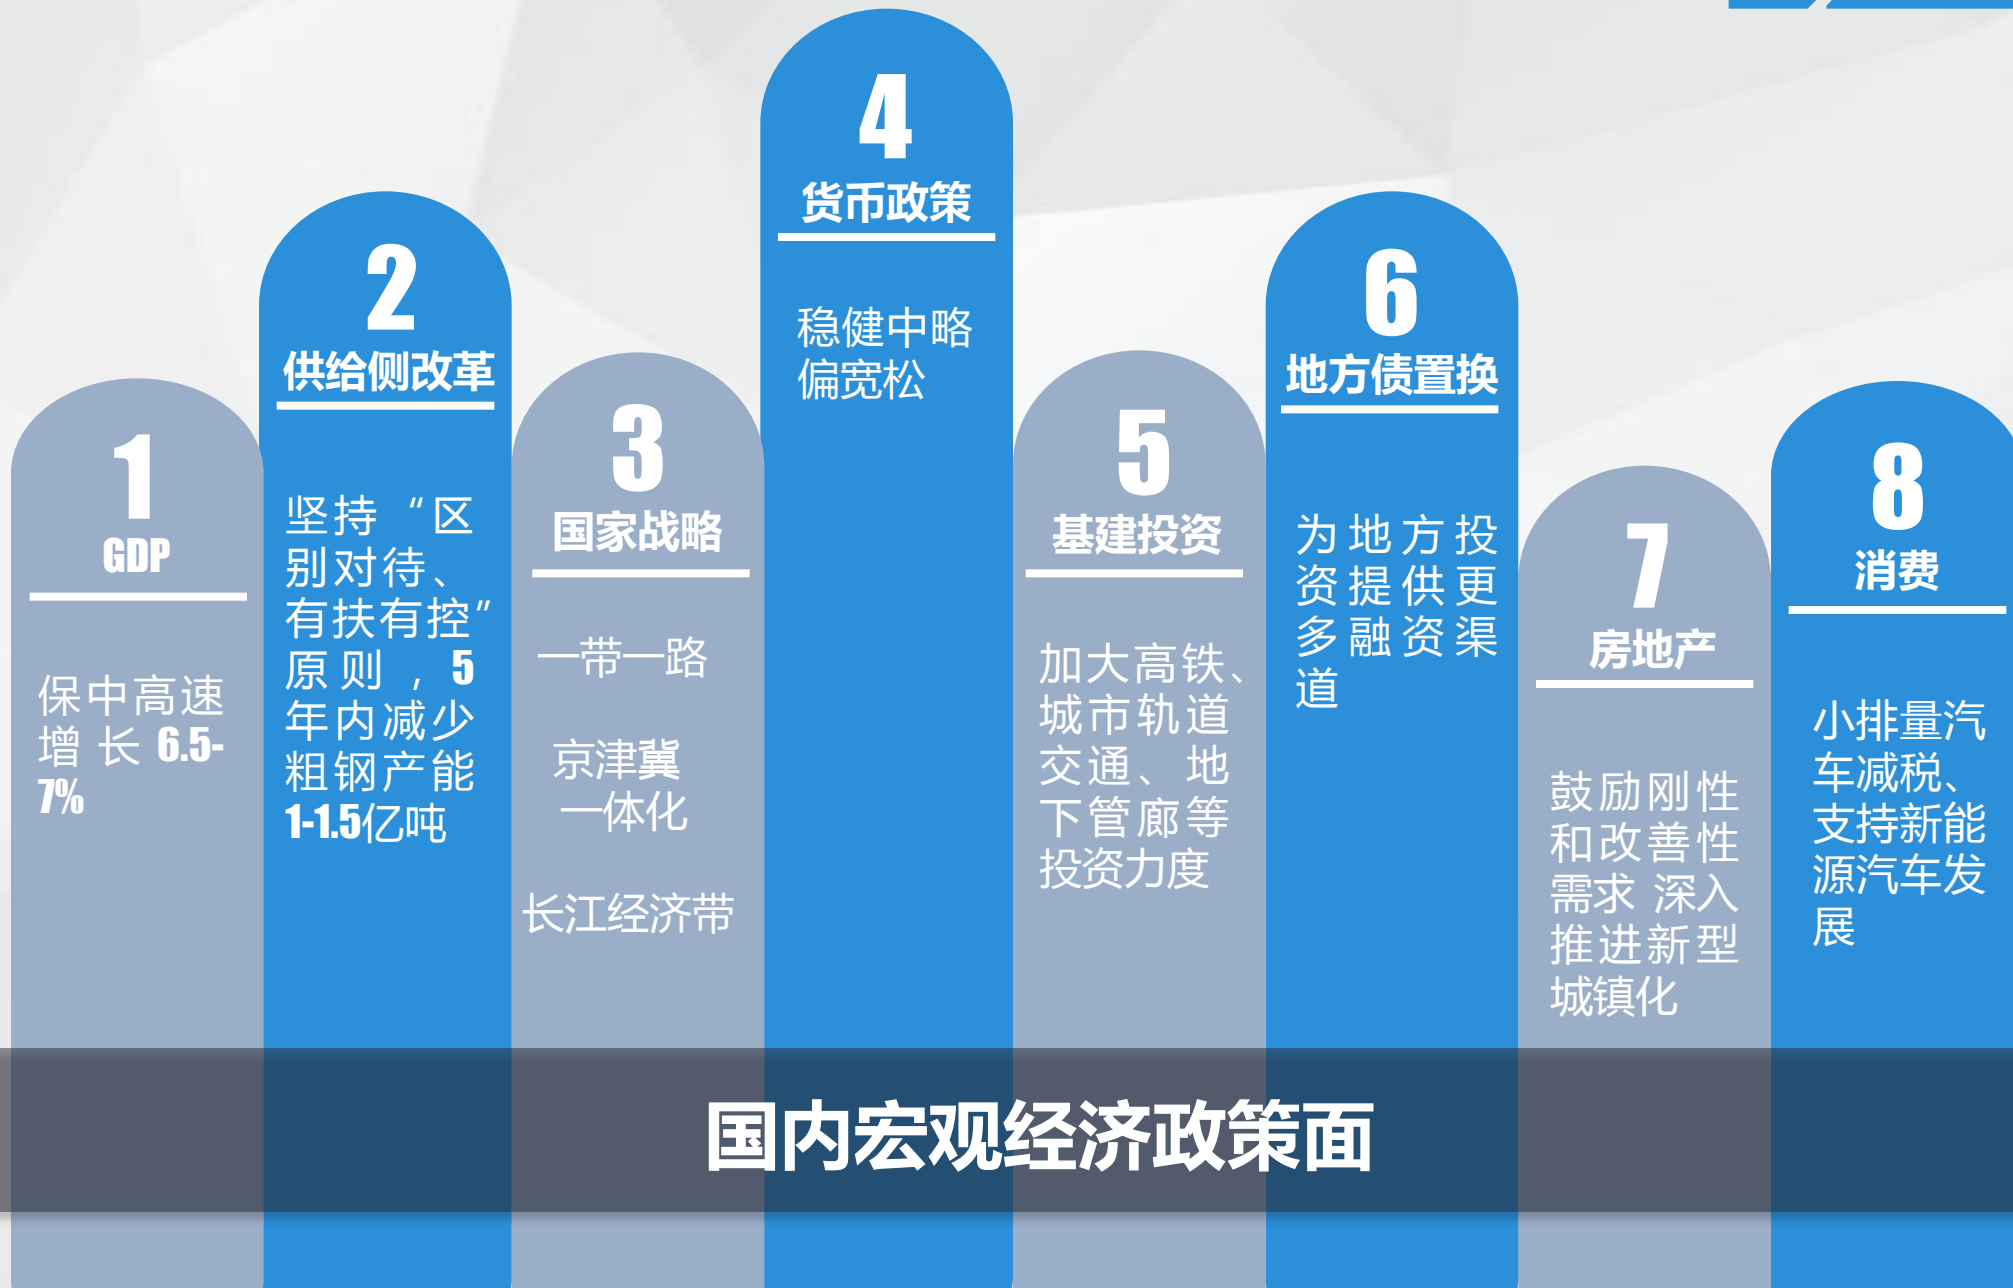 1
GDP
保中高速
增长6.5-
7%
2
供给侧改革
坚持“区
别对待、
有扶有控”
原则，5
年内减少
粗钢产能
1-1.5亿吨
3
国家战略
一带一路
京津冀
一体化
长江经济带
4
货币政策
稳健中略
偏宽松
5
基建投资
加大高铁、
城市轨道
交通、地
下管廊等
投资力度
6
地方债置换
为地方投
资提供更
多融资渠
道
7
房地产
鼓励刚性
和改善性
需求 深入
推进新型
城镇化
8
消费
小排量汽
车减税、
支持新能
源汽车发
展
国内宏观经济政策面